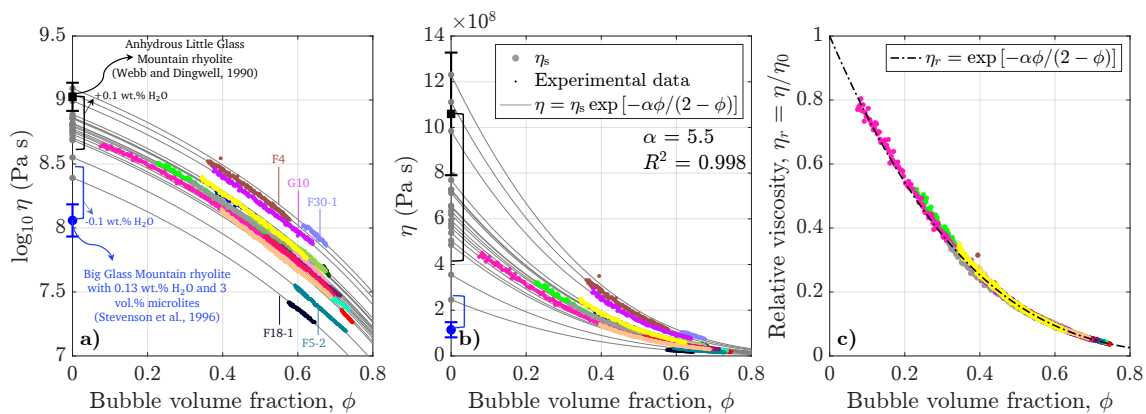 9.5
9
8.5
8
7.5
7
0
0.2
0.4
0.6
0.8
log₁₀ η (Pa s)
Bubble volume fraction, ϕ
Anhydrous Little Glass
Mountain rhyolite
(Webb and Dingwell, 1990)
+0.1 wt.% H₂O
F4
G10
F30-1
-0.1 wt.% H₂O
Big Glass Mountain rhyolite
with 0.13 wt.% H₂O and 3
vol.% microlites
(Stevenson et al., 1996)
F18-1
F5-2
a)
×10⁸
14
12
10
8
6
4
2
0
0
0.2
0.4
0.6
0.8
η (Pa s)
Bubble volume fraction, ϕ
ηₛ
Experimental data
η = ηₛ exp [−αϕ/(2 − ϕ)]
α = 5.5
R² = 0.998
b)
1
0.8
0.6
0.4
0.2
0
0
0.2
0.4
0.6
0.8
Relative viscosity, ηᵣ = η/η₀
Bubble volume fraction, ϕ
ηᵣ = exp [−αϕ/(2 − ϕ)]
c)